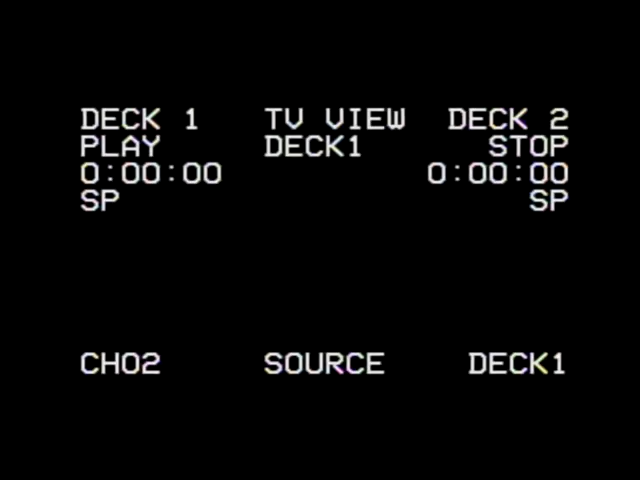 DECK 1 TV VIEW DECK 2
PLAY DECK1 STOP
0:00:00 0:00:00
SP SP
CH02 SOURCE DECK1